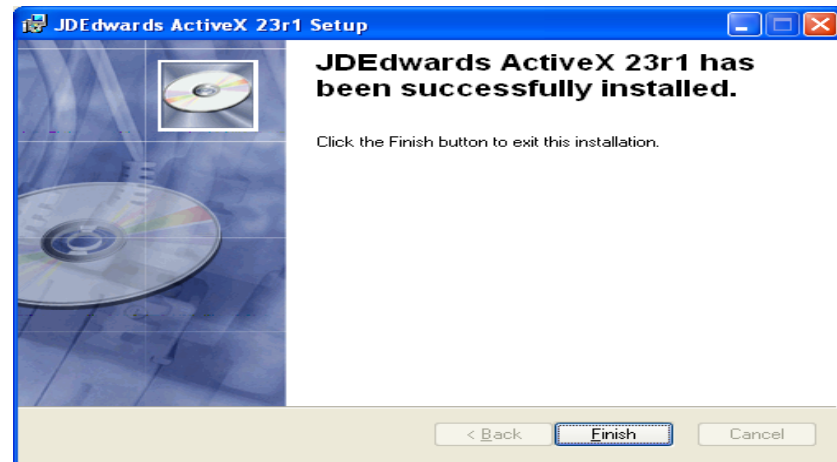 JDEdwards ActiveX 23r1 Setup
JDEdwards ActiveX 23r1 has
been successfully installed.
Click the Finish button to exit this installation.
< Back
Finish
Cancel